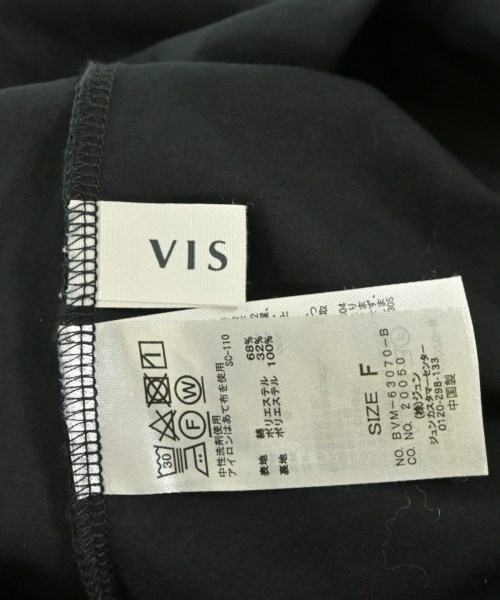 VIS
30
F
W
中性洗剤使用
アイロンはあて布を使用
SC-110
表地 綿 68%
ポリエステル 32%
裏地 ポリエステル 100%
SIZE F
NO. BVM-63070-B
CO. NO. 20050
(株)ジュン
ジュンカスタマーセンター
0120-298-133
中国製